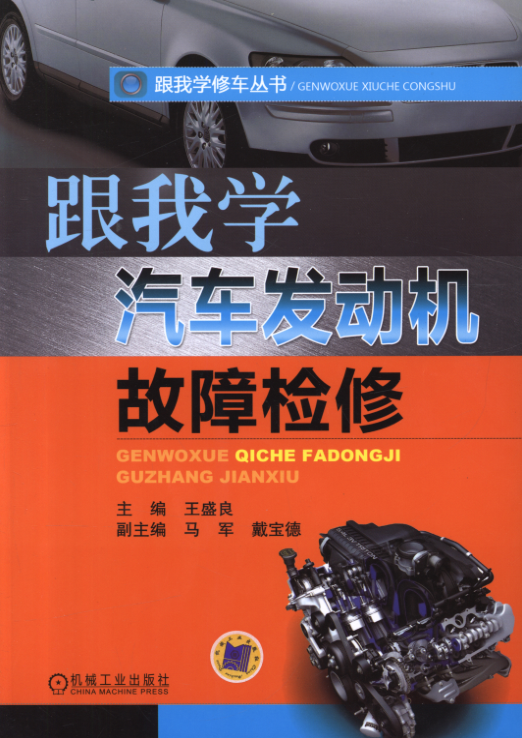 跟我学修车丛书/GENWOXUE XIUCHE CONGSHU
跟我学
汽车发动机
故障检修
GENWOXUE QICHE FADONGJI
GUZHANG JIANXIU
主 编 王盛良
副主编 马 军 戴宝德
机械工业出版社
CHINA MACHINE PRESS